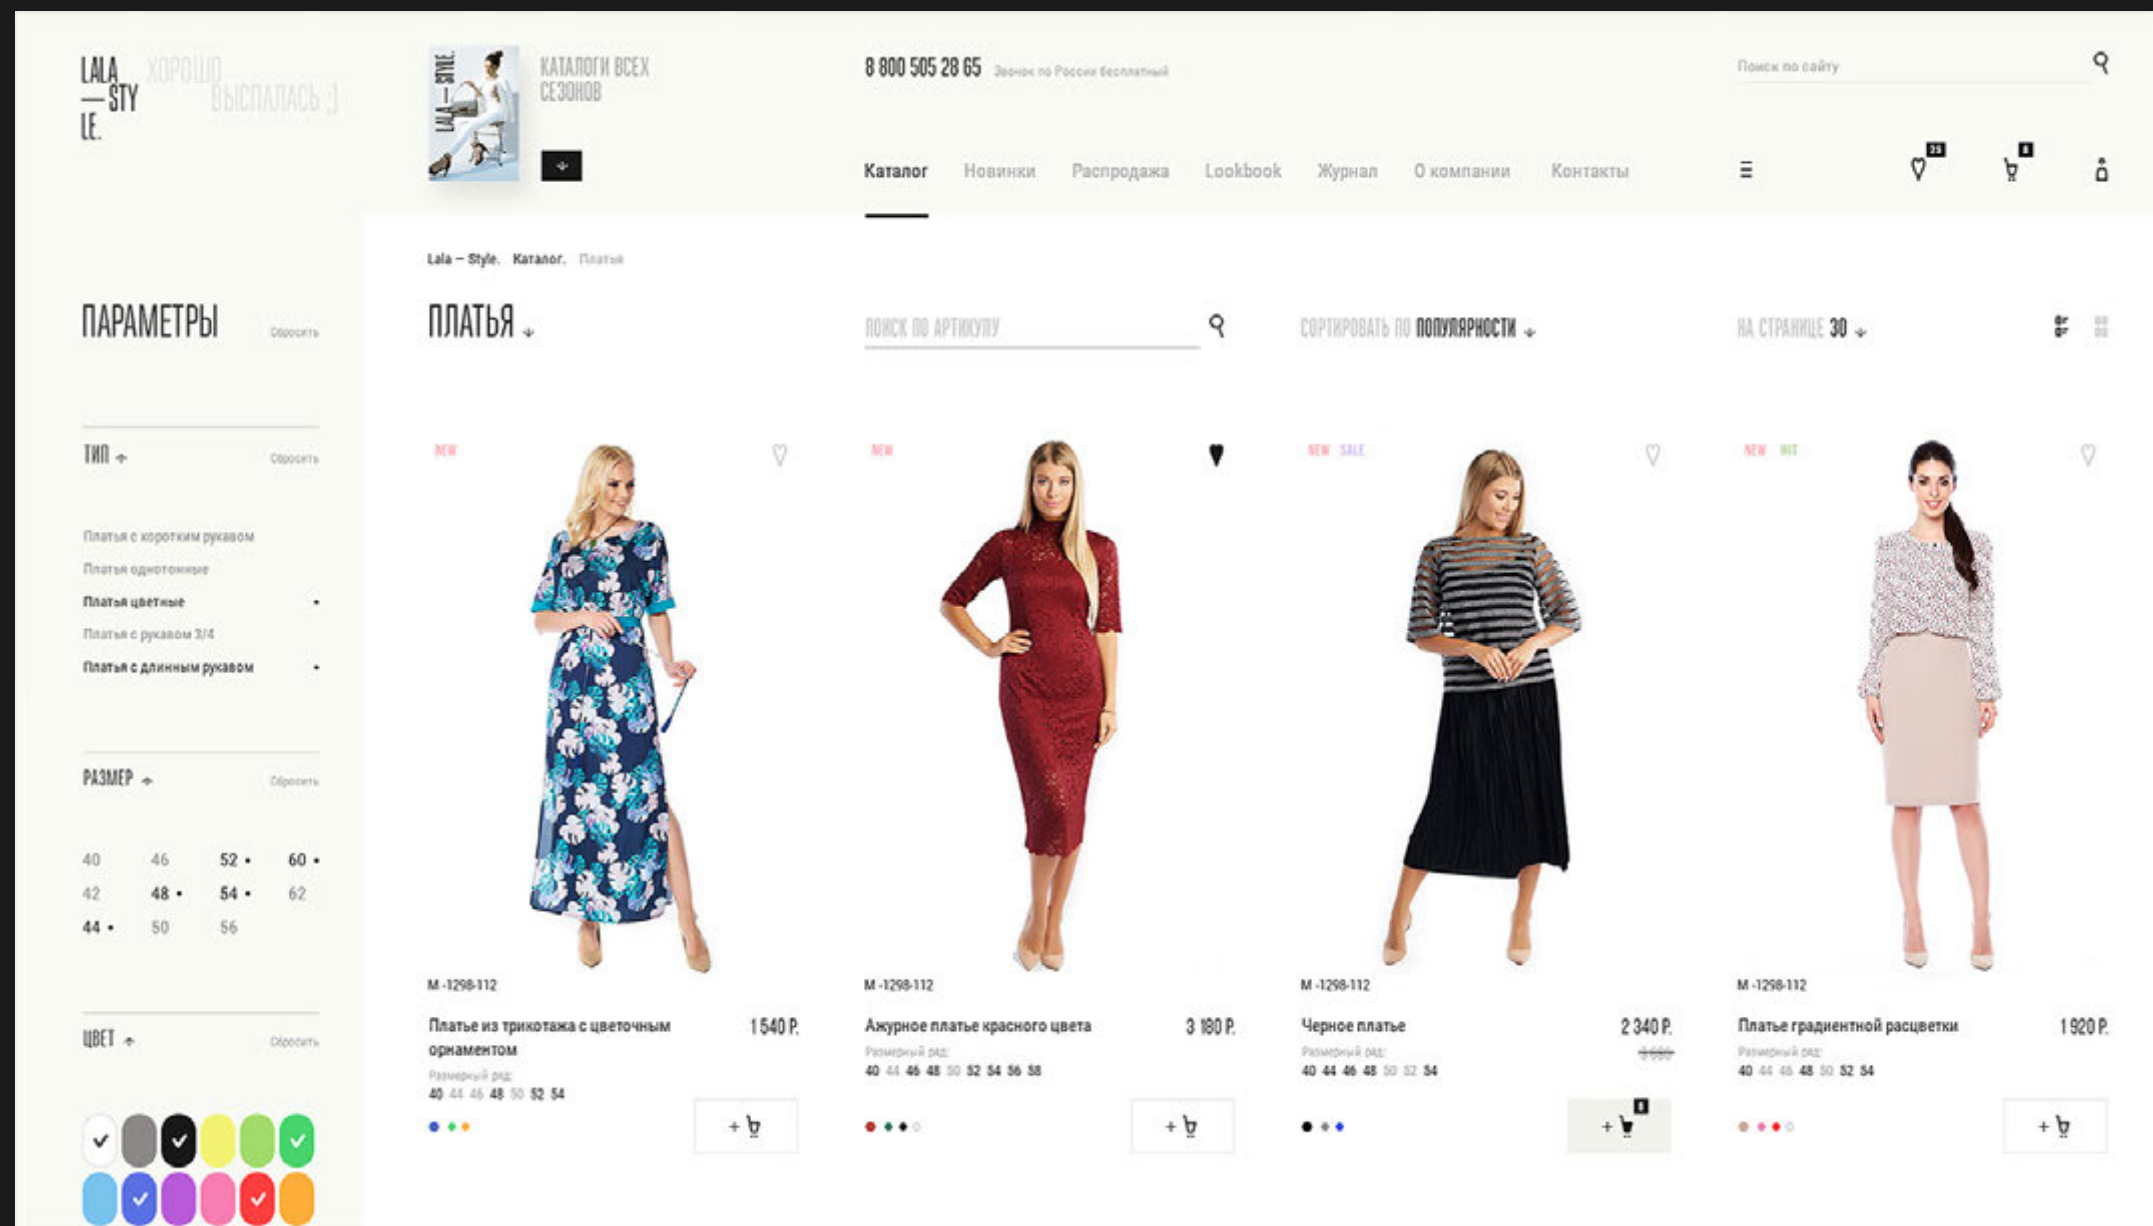 LALA
— STY
LE.
ХОРОШО
ВЫСПАЛАСЬ ;)
LALA — STYLE.
КАТАЛОГИ ВСЕХ
СЕЗОНОВ
8 800 505 28 65 Звонок по России бесплатный
Поиск по сайту
Каталог Новинки Распродажа Lookbook Журнал О компании Контакты
Lala — Style. Каталог. Платья
ПАРАМЕТРЫ Сбросить
ПЛАТЬЯ
ПОИСК ПО АРТИКУЛУ
СОРТИРОВАТЬ ПО ПОПУЛЯРНОСТИ
НА СТРАНИЦЕ 30
ТИП Сбросить
Платья с коротким рукавом
Платья однотонные
Платья цветные
Платья с рукавом 3/4
Платья с длинным рукавом
РАЗМЕР Сбросить
40 46 52 • 60 •
42 48 • 54 • 62
44 • 50 56
ЦВЕТ Сбросить
NEW
M -1298-112
Платье из трикотажа с цветочным 1 540 Р.
орнаментом
Размерный ряд:
40 44 46 48 50 52 54
+
NEW
M -1298-112
Ажурное платье красного цвета 3 180 Р.
Размерный ряд:
40 44 46 48 50 52 54 56 58
+
NEW SALE
M -1298-112
Черное платье 2 340 Р.
Размерный ряд:
40 44 46 48 50 52 54
+
NEW HIT
M -1298-112
Платье градиентной расцветки 1 920 Р.
Размерный ряд:
40 44 46 48 50 52 54
+